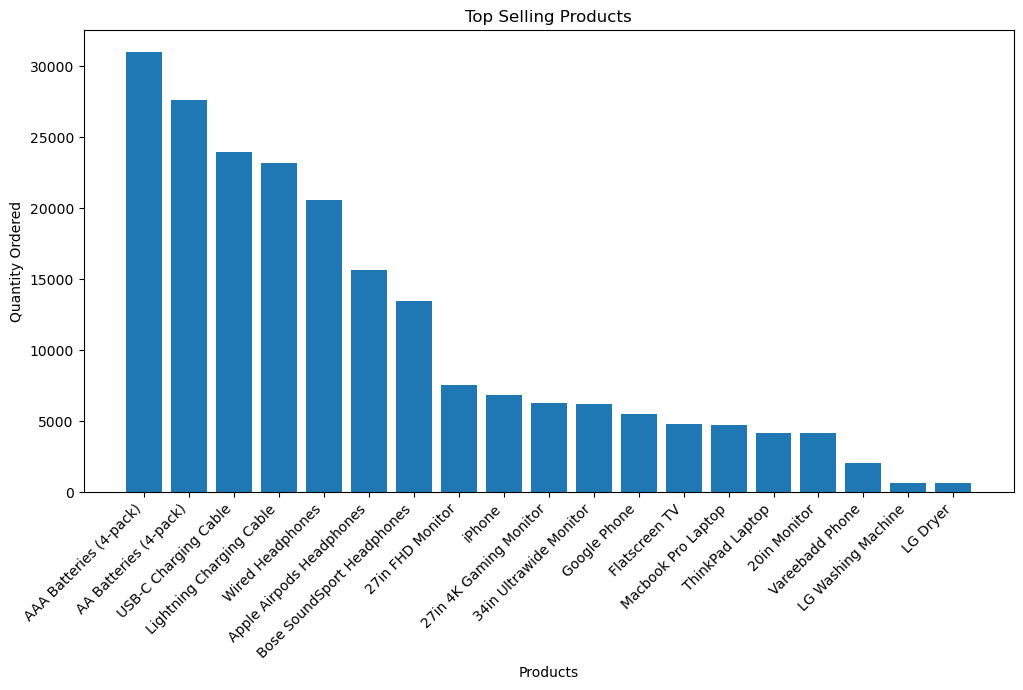 Top Selling Products
Quantity Ordered
30000
25000
20000
15000
10000
5000
0
AAA Batteries (4-pack)
AA Batteries (4-pack)
USB-C Charging Cable
Lightning Charging Cable
Wired Headphones
Apple Airpods Headphones
Bose SoundSport Headphones
27in FHD Monitor
iPhone
27in 4K Gaming Monitor
34in Ultrawide Monitor
Google Phone
Flatscreen TV
Macbook Pro Laptop
ThinkPad Laptop
20in Monitor
Vareebadd Phone
LG Washing Machine
LG Dryer
Products